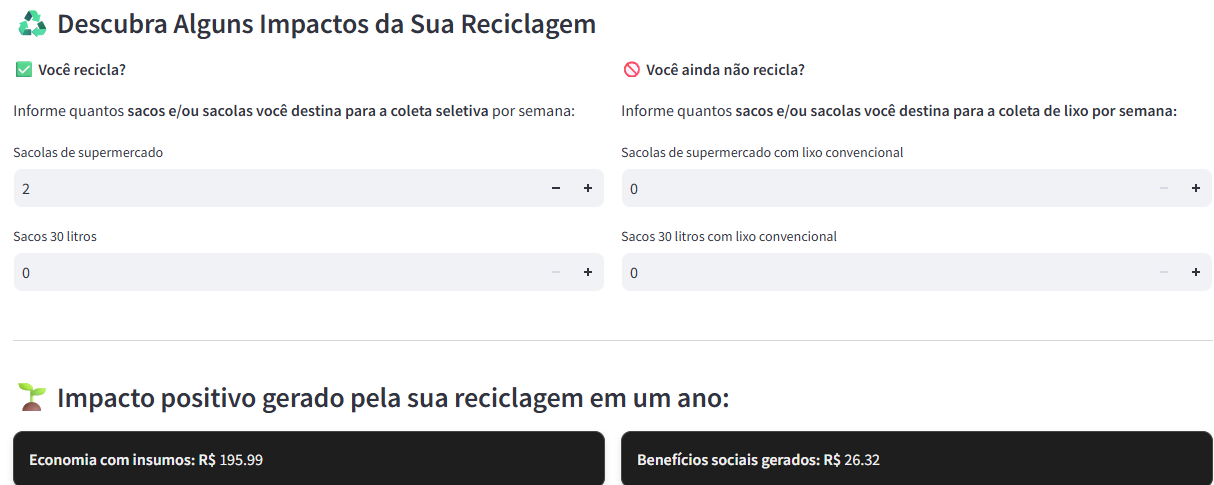 Descubra Alguns Impactos da Sua Reciclagem
Você recicla?
Informe quantos sacos e/ou sacolas você destina para a coleta seletiva por semana:
Sacolas de supermercado
2
Sacos 30 litros
0
Você ainda não recicla?
Informe quantos sacos e/ou sacolas você destina para a coleta de lixo por semana:
Sacolas de supermercado com lixo convencional
0
Sacos 30 litros com lixo convencional
0
Impacto positivo gerado pela sua reciclagem em um ano:
Economia com insumos: R$ 195.99
Benefícios sociais gerados: R$ 26.32